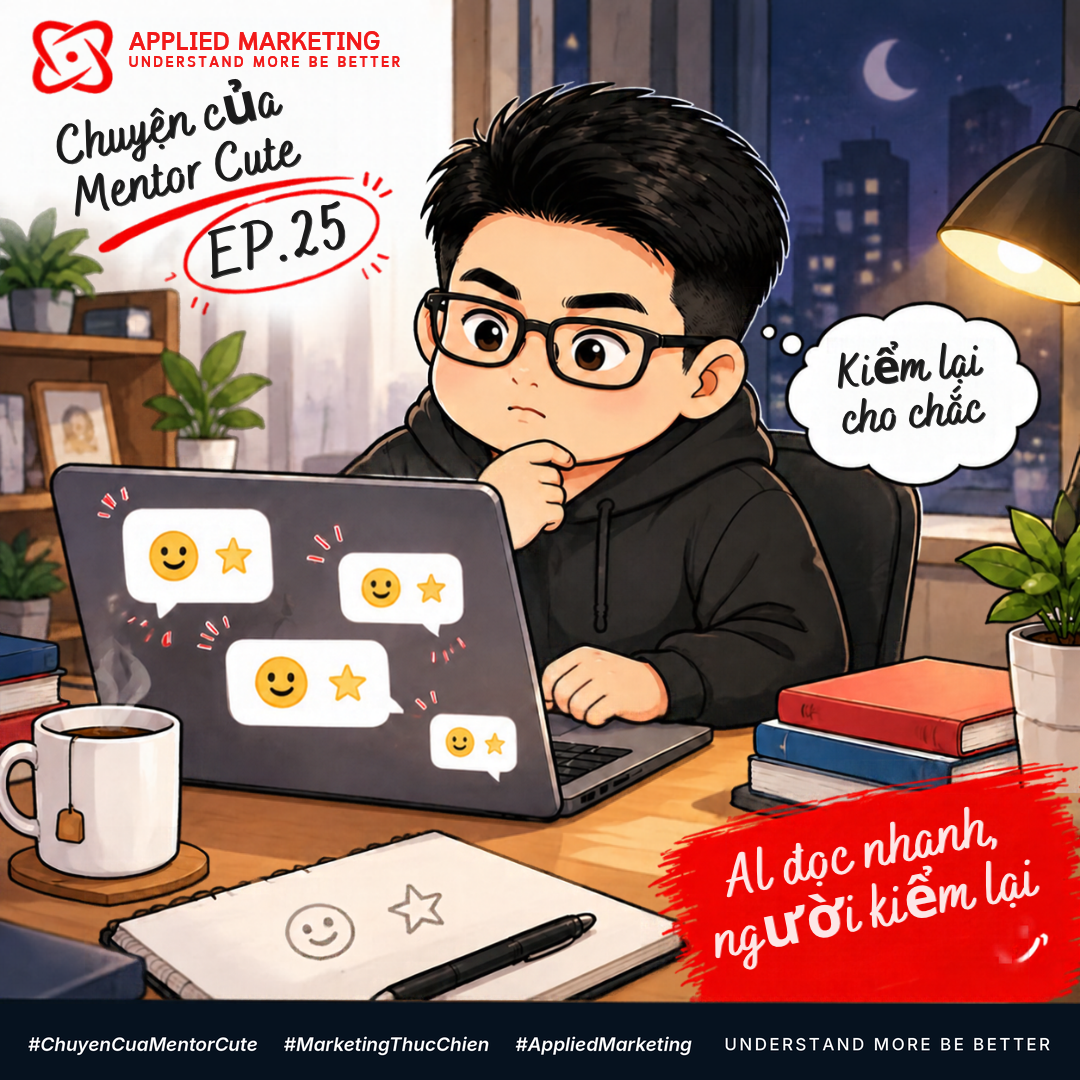 APPLIED MARKETING
UNDERSTAND MORE BE BETTER
Chuyện của
Mentor Cute
EP.25
Kiểm lại
cho chắc
AI đọc nhanh,
người kiểm lại
#ChuyenCuaMentorCute #MarketingThucChien #AppliedMarketing UNDERSTAND MORE BE BETTER